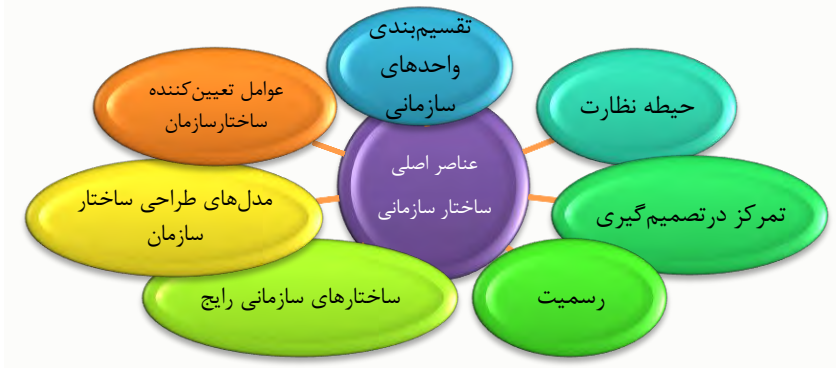 تقسیم‌بندی
واحدهای
سازمانی
حیطه نظارت
تمرکز درتصمیم‌گیری
رسمیت
ساختارهای سازمانی رایج
مدل‌های طراحی ساختار
سازمان
عوامل تعیین‌کننده
ساختارسازمان
عناصر اصلی
ساختار سازمانی